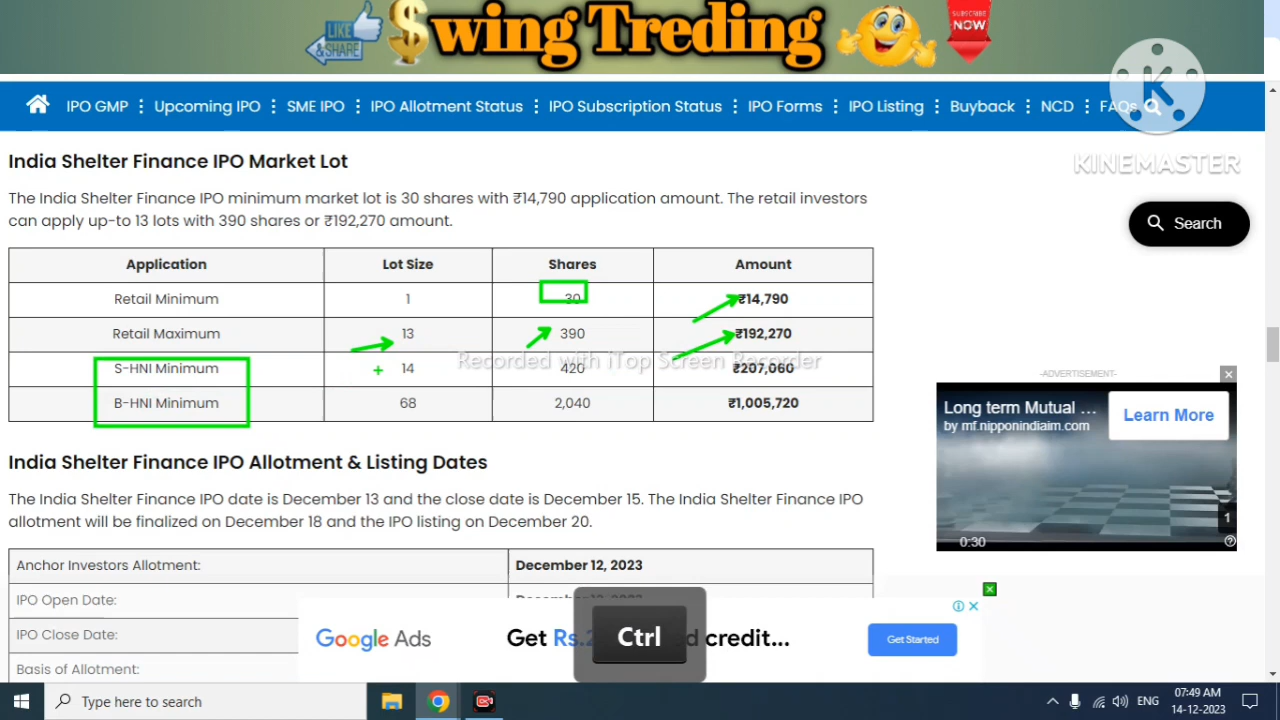 LIKE
&SHARE
$wing Treding
SUBSCRIBE
NOW
IPO GMP
Upcoming IPO
SME IPO
IPO Allotment Status
IPO Subscription Status
IPO Forms
IPO Listing
Buyback
NCD
FAQs
K
KINEMASTER
Search
India Shelter Finance IPO Market Lot
The India Shelter Finance IPO minimum market lot is 30 shares with ₹14,790 application amount. The retail investors
can apply up-to 13 lots with 390 shares or ₹192,270 amount.
Application Lot Size Shares Amount
Retail Minimum 1 30 ₹14,790
Retail Maximum 13 390 ₹192,270
Recorded with iTop Screen Recorder
S-HNI Minimum 14 420 ₹207,060
B-HNI Minimum 68 2,040 ₹1,005,720
-ADVERTISEMENT-
Long term Mutual ...
by mf.nipponindiaim.com
Learn More
1
0:30
India Shelter Finance IPO Allotment & Listing Dates
The India Shelter Finance IPO date is December 13 and the close date is December 15. The India Shelter Finance IPO
allotment will be finalized on December 18 and the IPO listing on December 20.
Anchor Investors Allotment: December 12, 2023
IPO Open Date:
IPO Close Date:
Basis of Allotment:
Google Ads
Get Rs.2
credit...
Ctrl
Get Started
Type here to search
ENG
07:49 AM
14-12-2023